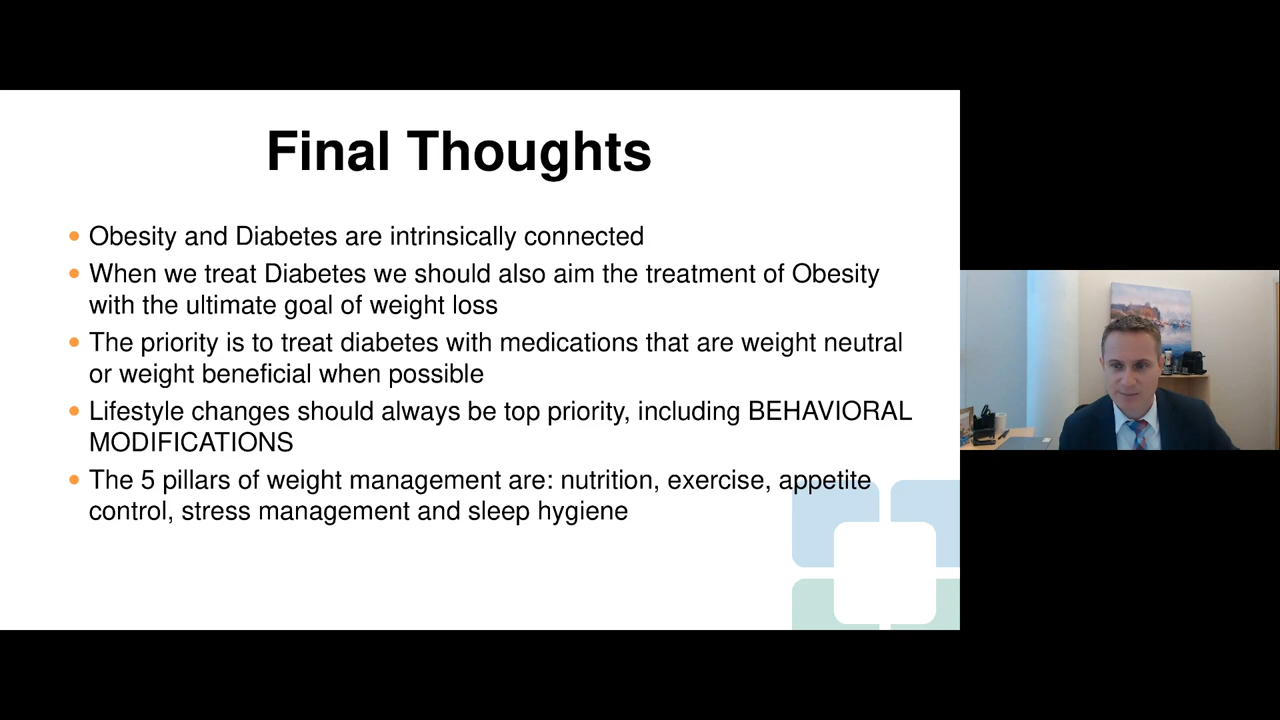 Final Thoughts
• Obesity and Diabetes are intrinsically connected
• When we treat Diabetes we should also aim the treatment of Obesity
with the ultimate goal of weight loss
• The priority is to treat diabetes with medications that are weight neutral
or weight beneficial when possible
• Lifestyle changes should always be top priority, including BEHAVIORAL
MODIFICATIONS
• The 5 pillars of weight management are: nutrition, exercise, appetite
control, stress management and sleep hygiene